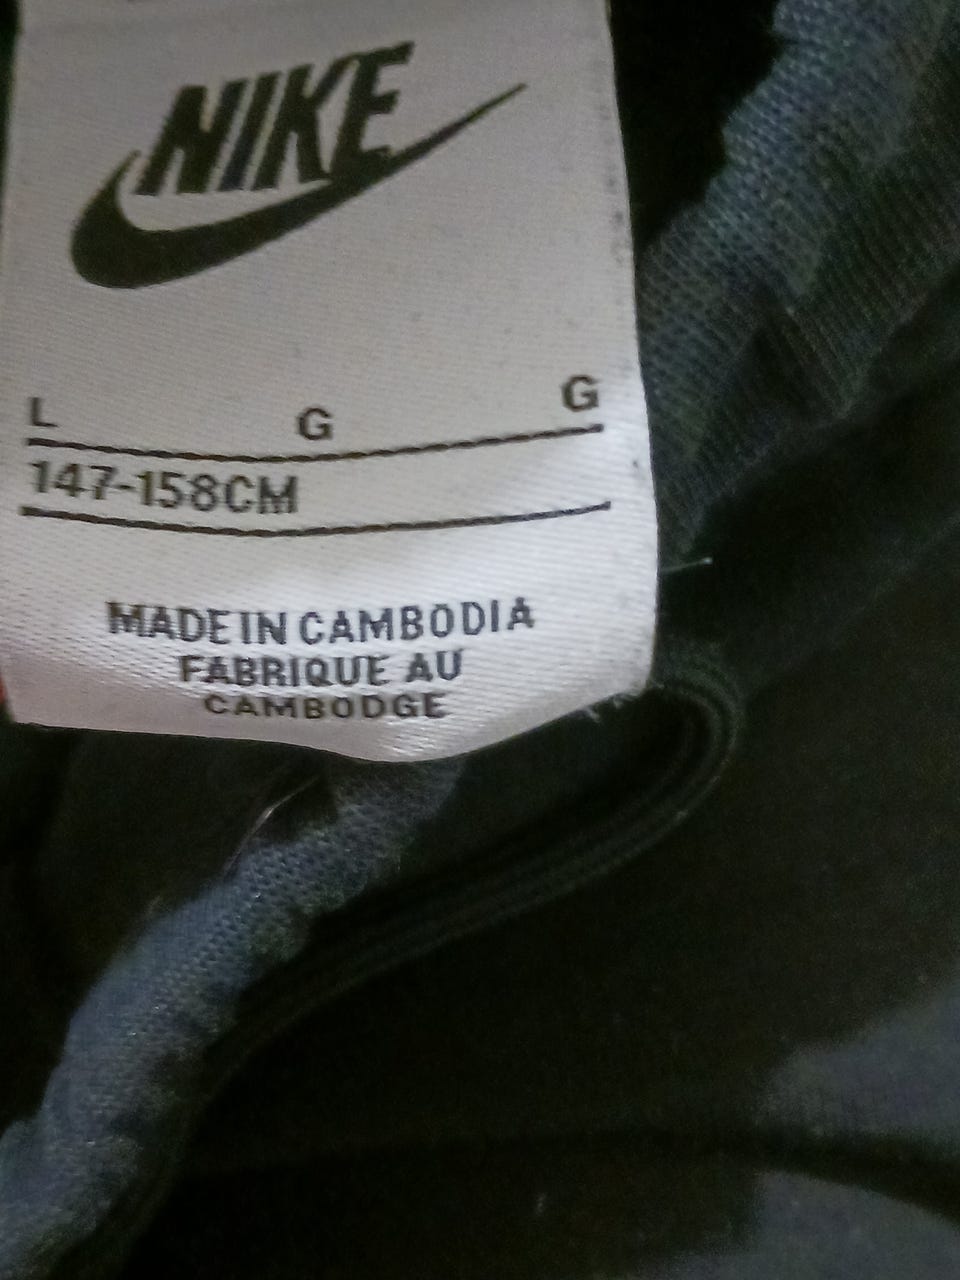 NIKE
L G G
147-158CM
MADE IN CAMBODIA
FABRIQUE AU
CAMBODGE